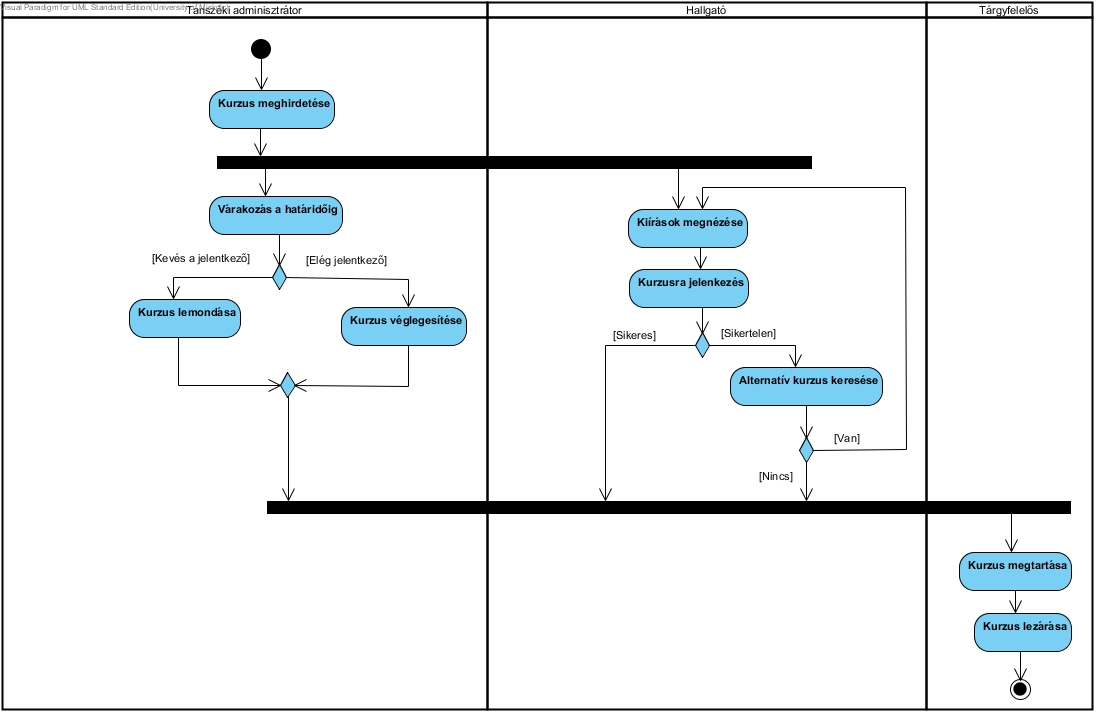 Visual Paradigm for UML Standard Edition(University of
Tanszéki adminisztrátor
Hallgató
Tárgyfelelős
Kurzus meghirdetése
Várakozás a határidőig
[Kevés a jelentkező]
[Elég jelentkező]
Kurzus lemondása
Kurzus véglegesítése
Kiírások megnézése
Kurzusra jelenkezés
[Sikeres]
[Sikertelen]
Alternatív kurzus keresése
[Van]
[Nincs]
Kurzus megtartása
Kurzus lezárása